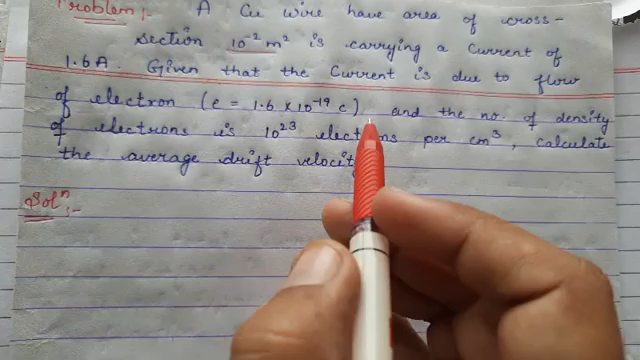 Problem:- A Cu wire have area of cross-
section 10⁻² m² is carrying a current of
1.6A. Given that the current is due to flow
of electron (e = 1.6 x 10⁻¹⁹ c) and the no. of density
of electrons is 10²³ electrons per cm³, calculate
the average drift velocit
Solⁿ:-